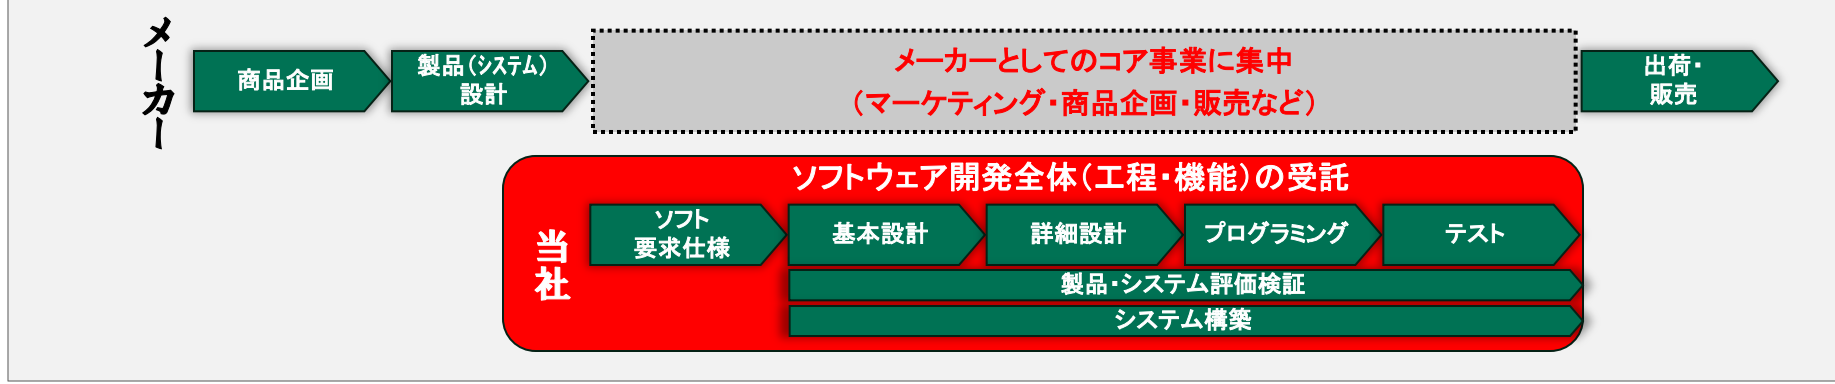 メーカー
商品企画
製品（システム）
設計
メーカーとしてのコア事業に集中
（マーケティング・商品企画・販売など）
出荷・
販売
ソフトウェア開発全体（工程・機能）の受託
当社
ソフト
要求仕様
基本設計
詳細設計
プログラミング
テスト
製品・システム評価検証
システム構築